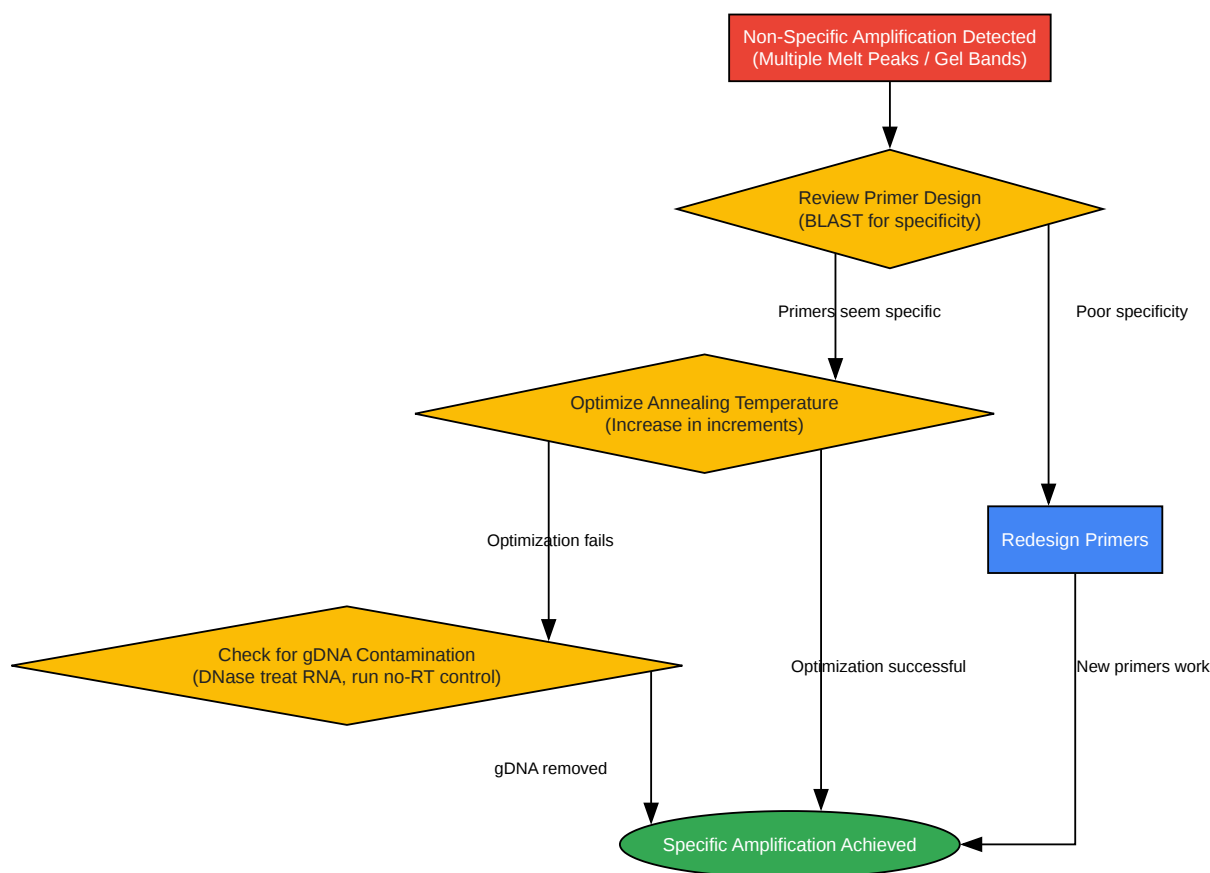 Non-Specific Amplification Detected
(Multiple Melt Peaks / Gel Bands)
Review Primer Design
(BLAST for specificity)
Primers seem specific
Poor specificity
Optimize Annealing Temperature
(Increase in increments)
Optimization fails
Redesign Primers
Check for gDNA Contamination
(DNase treat RNA, run no-RT control)
Optimization successful
New primers work
gDNA removed
Specific Amplification Achieved